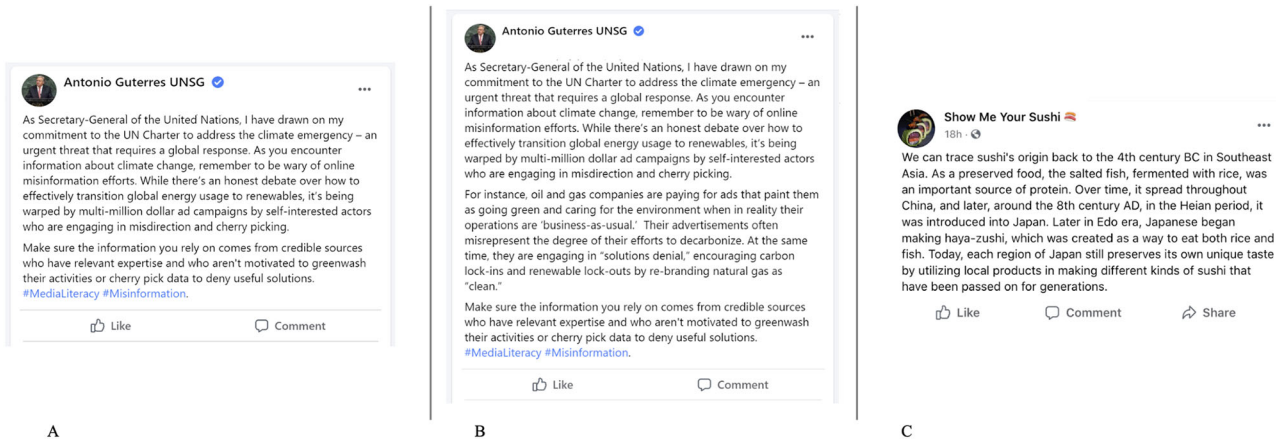 Antonio Guterres UNSG
As Secretary-General of the United Nations, I have drawn on my
commitment to the UN Charter to address the climate emergency – an
urgent threat that requires a global response. As you encounter
information about climate change, remember to be wary of online
misinformation efforts. While there's an honest debate over how to
effectively transition global energy usage to renewables, it's being
warped by multi-million dollar ad campaigns by self-interested actors
who are engaging in misdirection and cherry picking.
Make sure the information you rely on comes from credible sources
who have relevant expertise and who aren't motivated to greenwash
their activities or cherry pick data to deny useful solutions.
#MediaLiteracy #Misinformation.
Like Comment
A
Antonio Guterres UNSG
As Secretary-General of the United Nations, I have drawn on my
commitment to the UN Charter to address the climate emergency – an
urgent threat that requires a global response. As you encounter
information about climate change, remember to be wary of online
misinformation efforts. While there's an honest debate over how to
effectively transition global energy usage to renewables, it's being
warped by multi-million dollar ad campaigns by self-interested actors
who are engaging in misdirection and cherry picking.
For instance, oil and gas companies are paying for ads that paint them
as going green and caring for the environment when in reality their
operations are 'business-as-usual.' Their advertisements often
misrepresent the degree of their efforts to decarbonize. At the same
time, they are engaging in "solutions denial," encouraging carbon
lock-ins and renewable lock-outs by re-branding natural gas as
"clean."
Make sure the information you rely on comes from credible sources
who have relevant expertise and who aren't motivated to greenwash
their activities or cherry pick data to deny useful solutions.
#MediaLiteracy #Misinformation.
Like Comment
B
Show Me Your Sushi
18h ·
We can trace sushi's origin back to the 4th century BC in Southeast
Asia. As a preserved food, the salted fish, fermented with rice, was
an important source of protein. Over time, it spread throughout
China, and later, around the 8th century AD, in the Heian period, it
was introduced into Japan. Later in Edo era, Japanese began
making haya-zushi, which was created as a way to eat both rice and
fish. Today, each region of Japan still preserves its own unique taste
by utilizing local products in making different kinds of sushi that
have been passed on for generations.
Like Comment Share
C